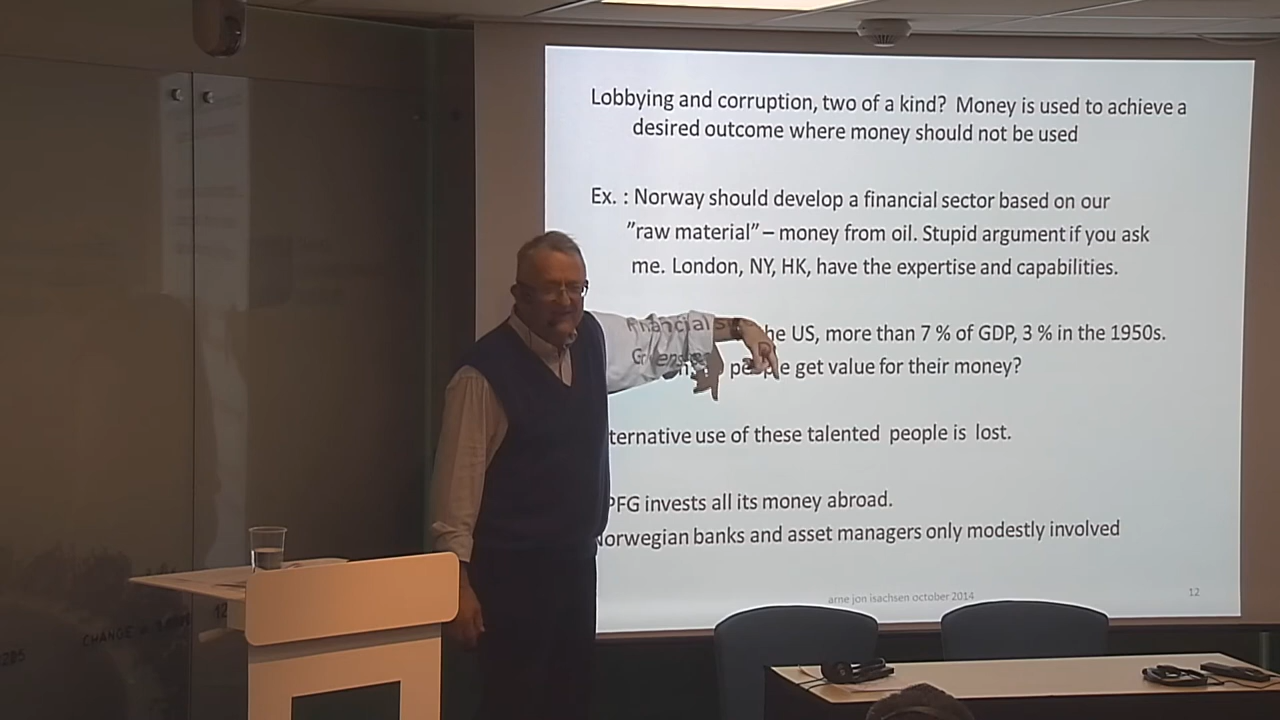 Lobbying and corruption, two of a kind? Money is used to achieve a
desired outcome where money should not be used
Ex. : Norway should develop a financial sector based on our
”raw material” – money from oil. Stupid argument if you ask
me. London, NY, HK, have the expertise and capabilities.
Financial US, more than 7 % of GDP, 3 % in the 1950s.
people get value for their money?
use of these talented people is lost.
invests all its money abroad.
Norwegian banks and asset managers only modestly involved
arne jon isachsen october 2014
12
CHANGE
12